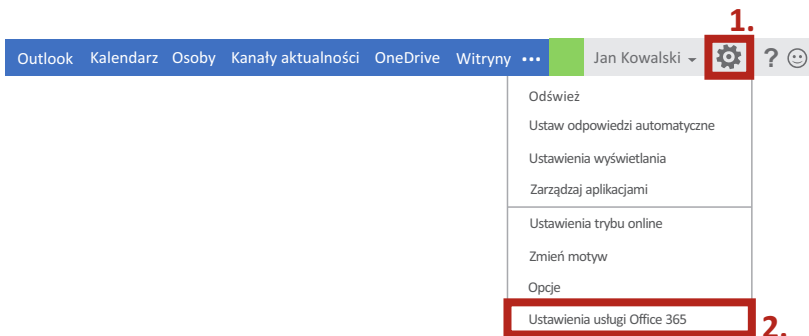 1.
Outlook Kalendarz Osoby Kanały aktualności OneDrive Witryny ••• Jan Kowalski ?
Odśwież
Ustaw odpowiedzi automatyczne
Ustawienia wyświetlania
Zarządzaj aplikacjami
Ustawienia trybu online
Zmień motyw
Opcje
Ustawienia usługi Office 365
2.